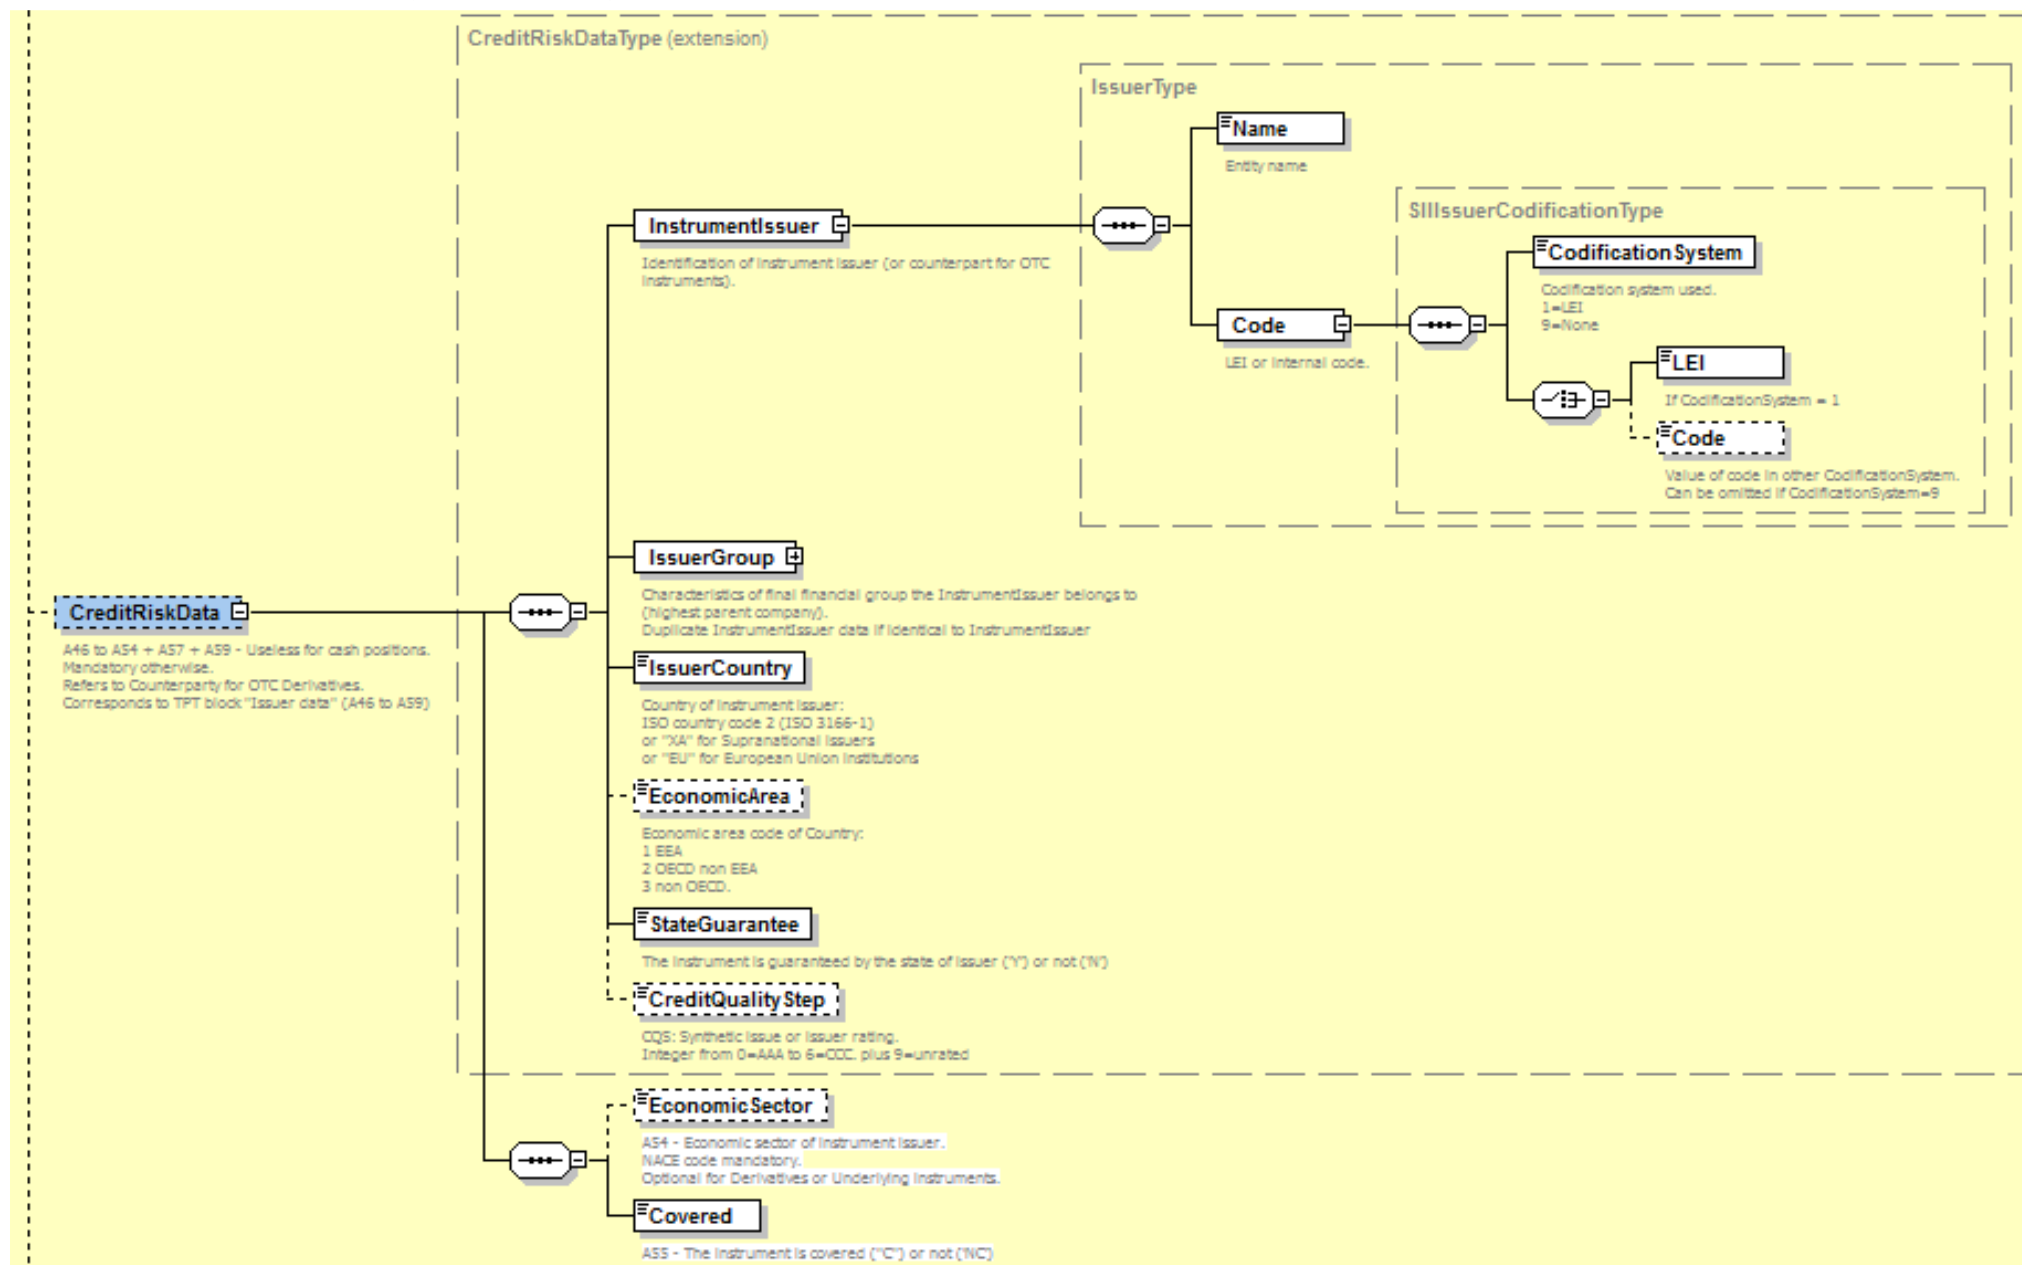 CreditRiskDataType (extension)
IssuerType
Name
Entity name
SIIIssuerCodificationType
InstrumentIssuer
Identification of instrument issuer (or counterpart for OTC
instruments).
CodificationSystem
Codification system used.
1=LEI
9=None
Code
LEI or internal code.
LEI
If CodificationSystem = 1
Code
Value of code in other CodificationSystem.
Can be omitted if CodificationSystem=9
IssuerGroup
Characteristics of final financial group the InstrumentIssuer belongs to
(highest parent company).
Duplicate InstrumentIssuer data if identical to InstrumentIssuer
CreditRiskData
A46 to A54 + A57 + A59 - Useless for cash positions.
Mandatory otherwise.
Refers to Counterparty for OTC Derivatives.
Corresponds to TPT block "Issuer data" (A46 to A59)
IssuerCountry
Country of instrument issuer:
ISO country code 2 (ISO 3166-1)
or "XA" for Supranational issuers
or "EU" for European Union institutions
EconomicArea
Economic area code of Country:
1 EEA
2 OECD non EEA
3 non OECD.
StateGuarantee
The instrument is guaranteed by the state of issuer ('Y') or not ('N')
CreditQualityStep
CQS: Synthetic issue or issuer rating.
Integer from 0=AAA to 6=CCC. plus 9=unrated
EconomicSector
A54 - Economic sector of instrument issuer.
NACE code mandatory.
Optional for Derivatives or Underlying instruments.
Covered
A55 - The instrument is covered ("C") or not ('NC')